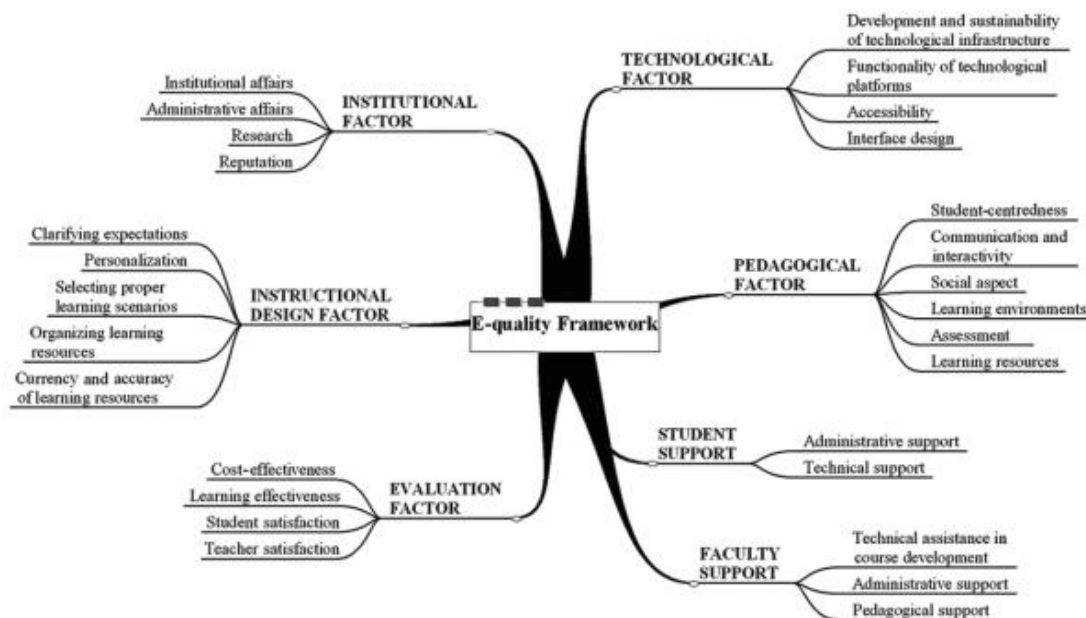 E-quality Framework
INSTITUTIONAL
FACTOR
Institutional affairs
Administrative affairs
Research
Reputation
INSTRUCTIONAL
DESIGN FACTOR
Clarifying expectations
Personalization
Selecting proper
learning scenarios
Organizing learning
resources
Currency and accuracy
of learning resources
EVALUATION
FACTOR
Cost-effectiveness
Learning effectiveness
Student satisfaction
Teacher satisfaction
TECHNOLOGICAL
FACTOR
Development and sustainability
of technological infrastructure
Functionality of technological
platforms
Accessibility
Interface design
PEDAGOGICAL
FACTOR
Student-centredness
Communication and
interactivity
Social aspect
Learning environments
Assessment
Learning resources
STUDENT
SUPPORT
Administrative support
Technical support
FACULTY
SUPPORT
Technical assistance in
course development
Administrative support
Pedagogical support